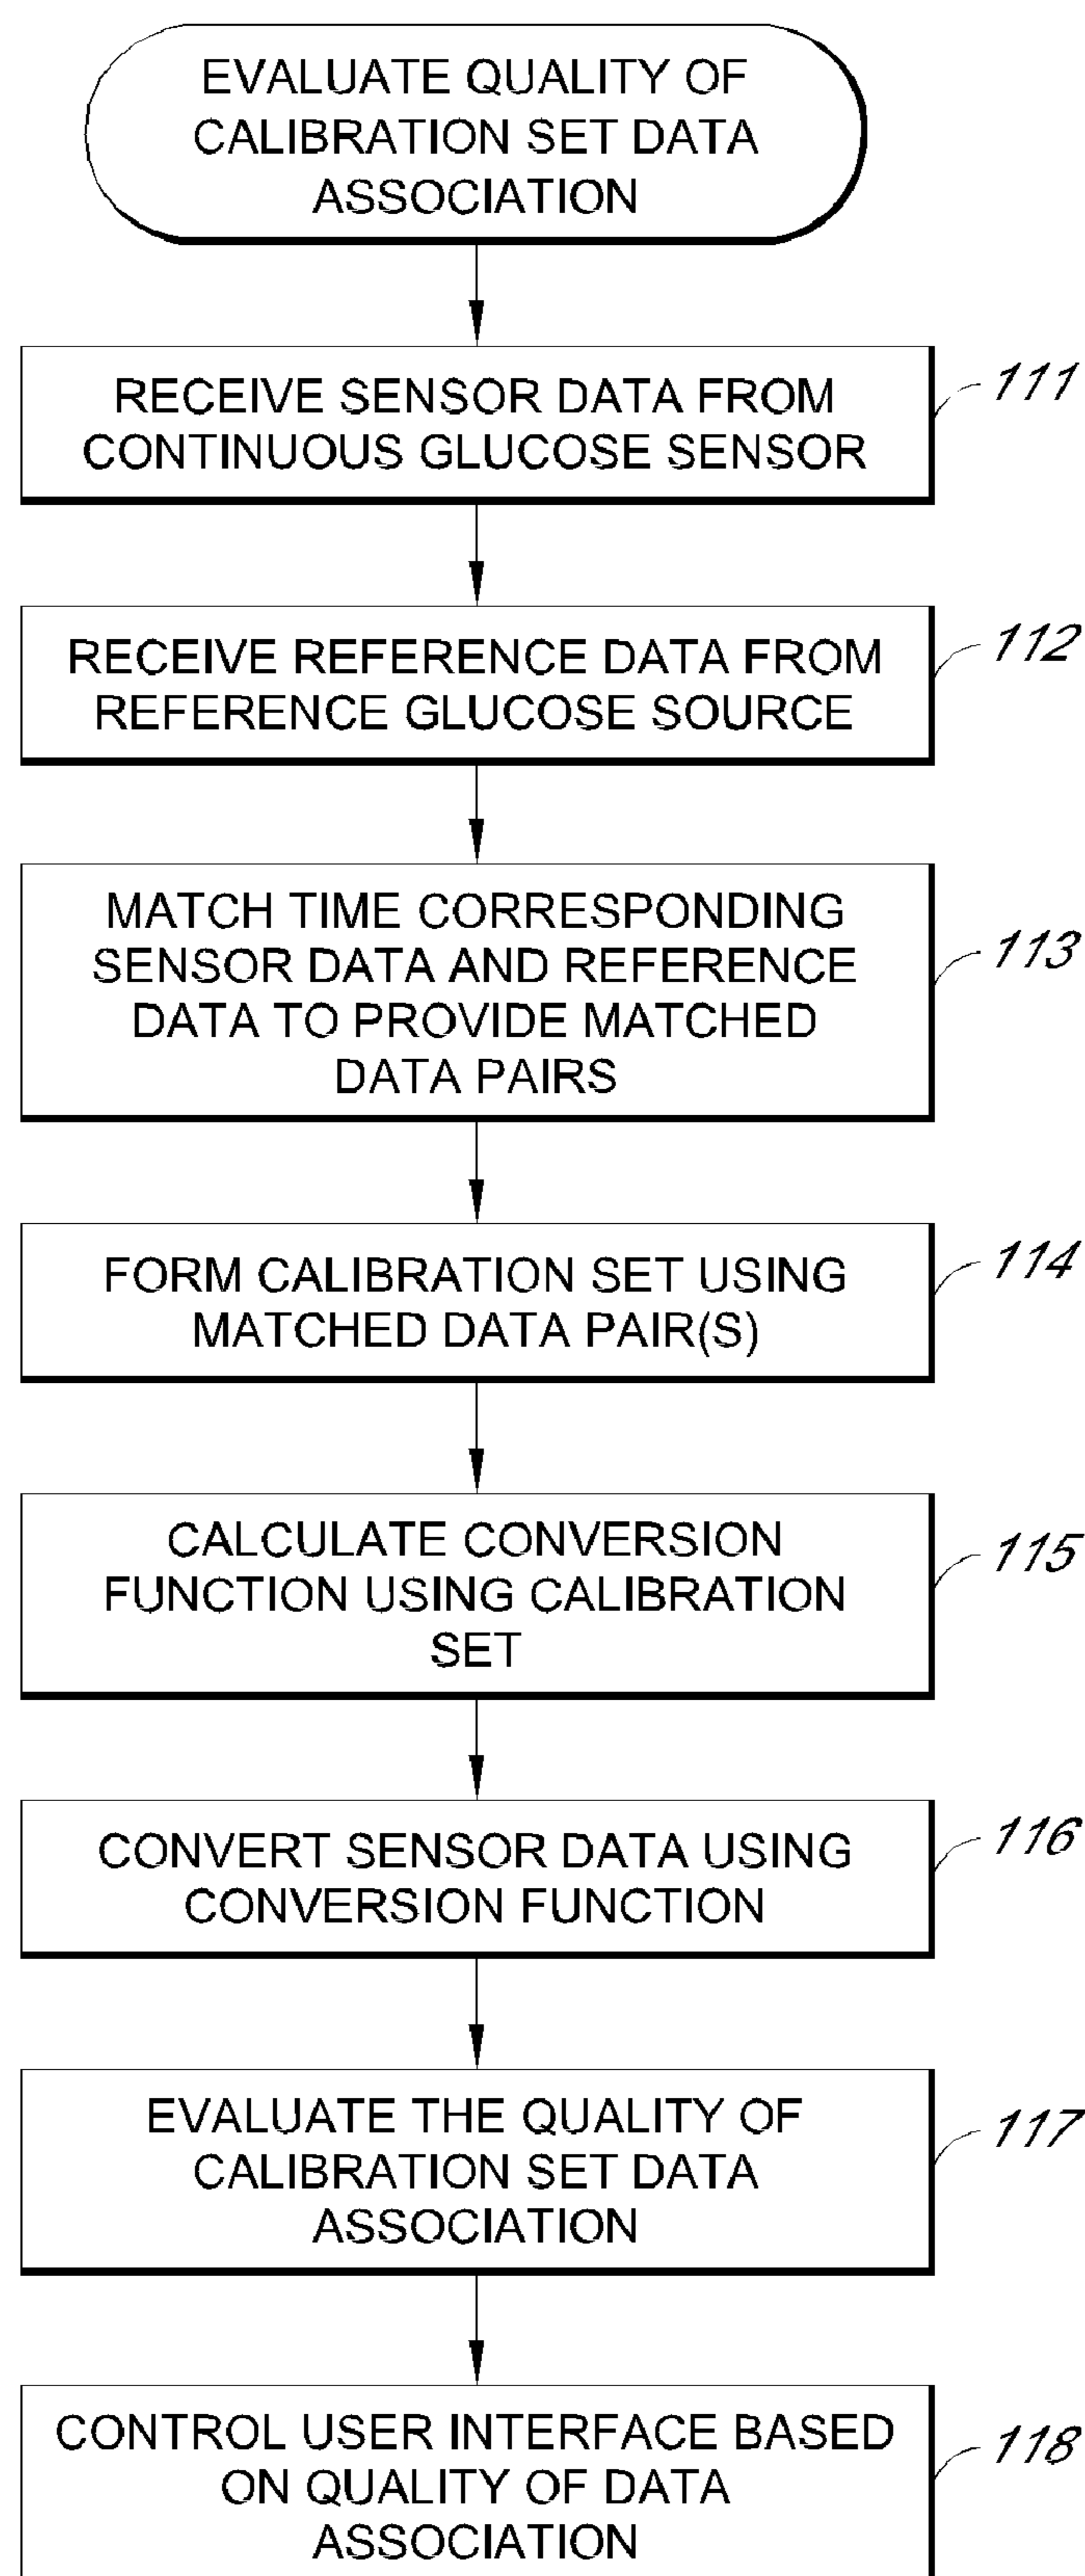 EVALUATE QUALITY OF
CALIBRATION SET DATA
ASSOCIATION
RECEIVE SENSOR DATA FROM
CONTINUOUS GLUCOSE SENSOR
111
RECEIVE REFERENCE DATA FROM
REFERENCE GLUCOSE SOURCE
112
MATCH TIME CORRESPONDING
SENSOR DATA AND REFERENCE
DATA TO PROVIDE MATCHED
DATA PAIRS
113
FORM CALIBRATION SET USING
MATCHED DATA PAIR(S)
114
CALCULATE CONVERSION
FUNCTION USING CALIBRATION
SET
115
CONVERT SENSOR DATA USING
CONVERSION FUNCTION
116
EVALUATE THE QUALITY OF
CALIBRATION SET DATA
ASSOCIATION
117
CONTROL USER INTERFACE BASED
ON QUALITY OF DATA
ASSOCIATION
118